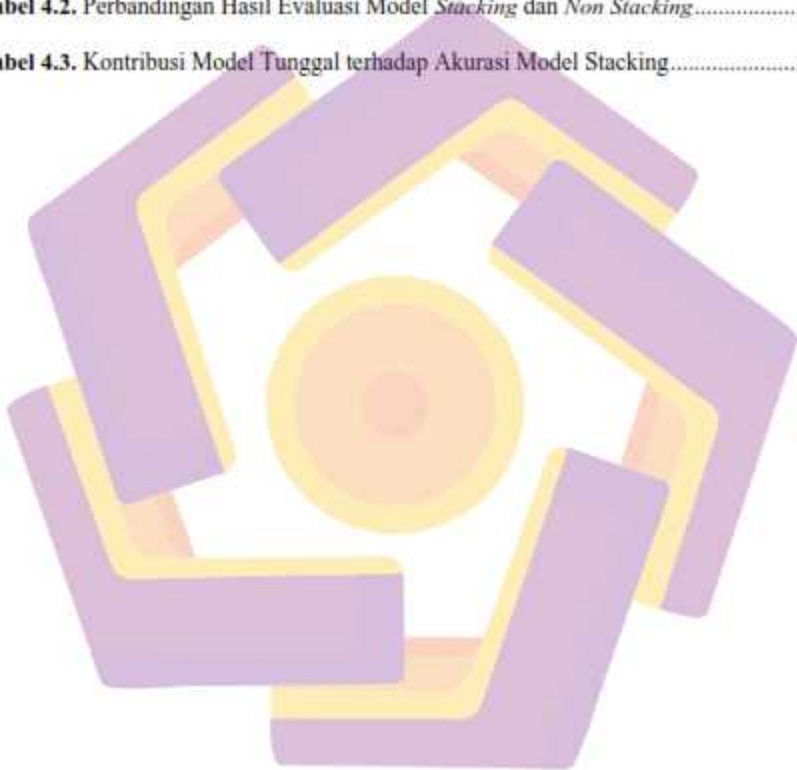 abel 4.2. Perbandingan Hasil Evaluasi Model Stacking dan Non Stacking..................
abel 4.3. Kontribusi Model Tunggal terhadap Akurasi Model Stacking......................